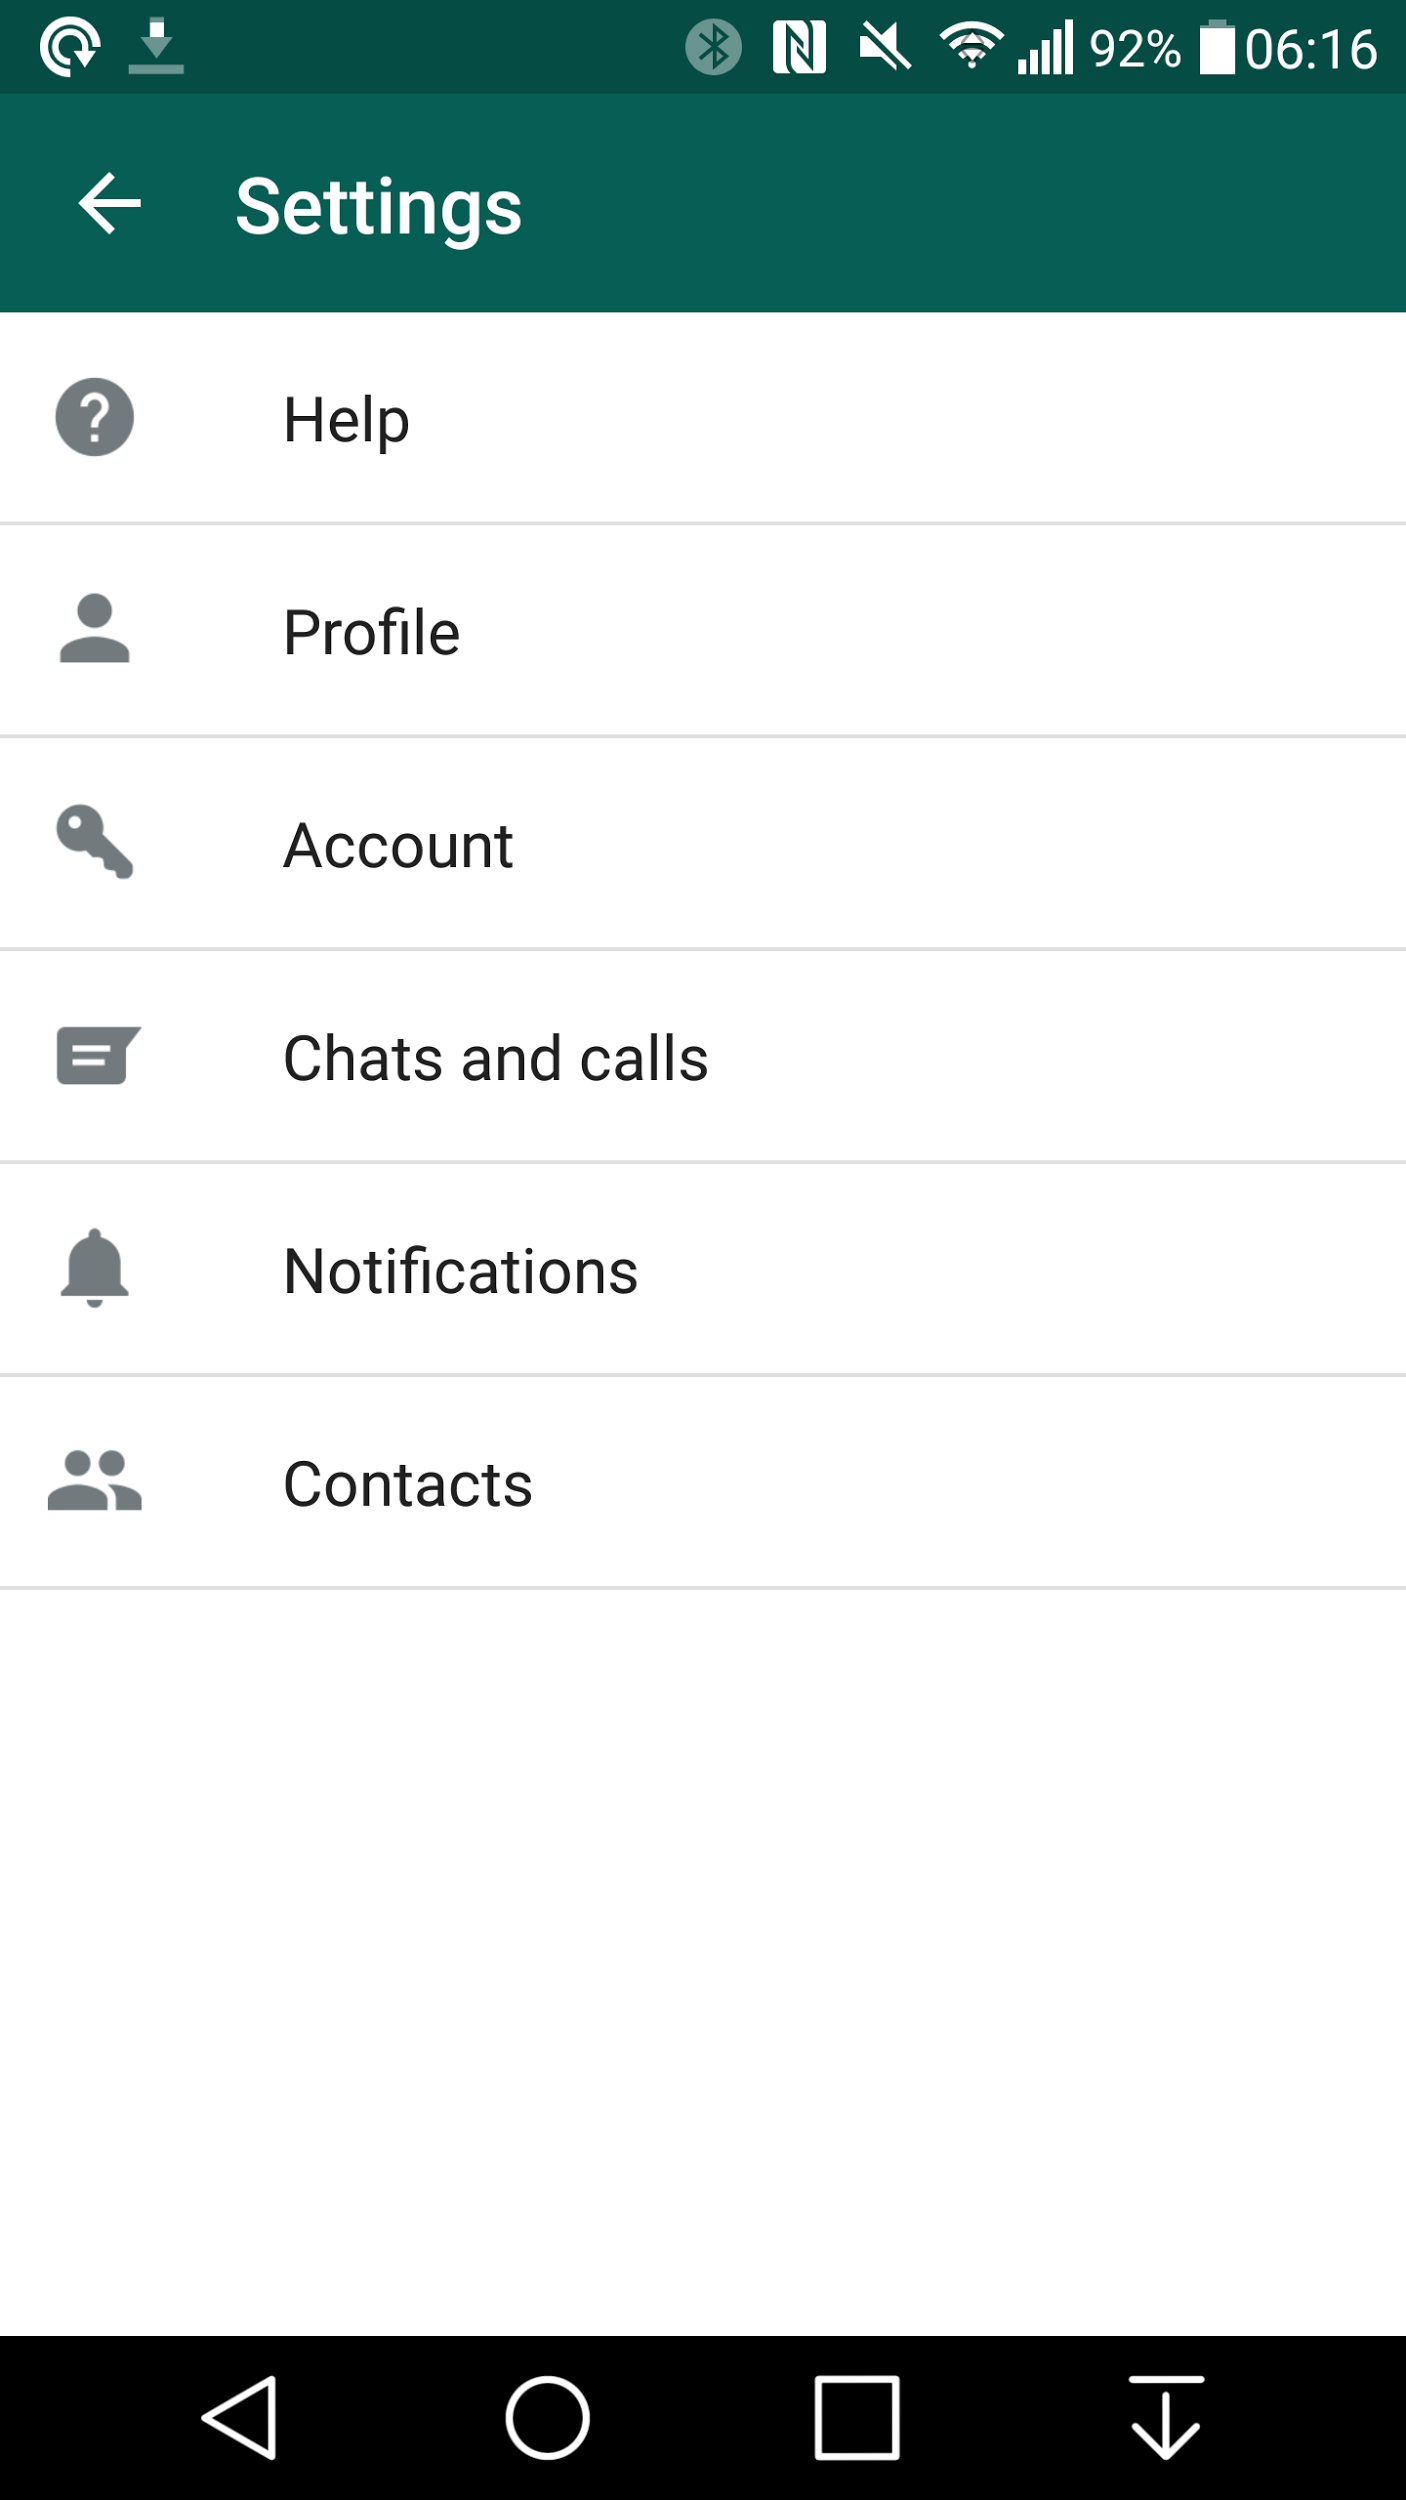 92% 06:16
Settings
Help
Profile
Account
Chats and calls
Notifications
Contacts